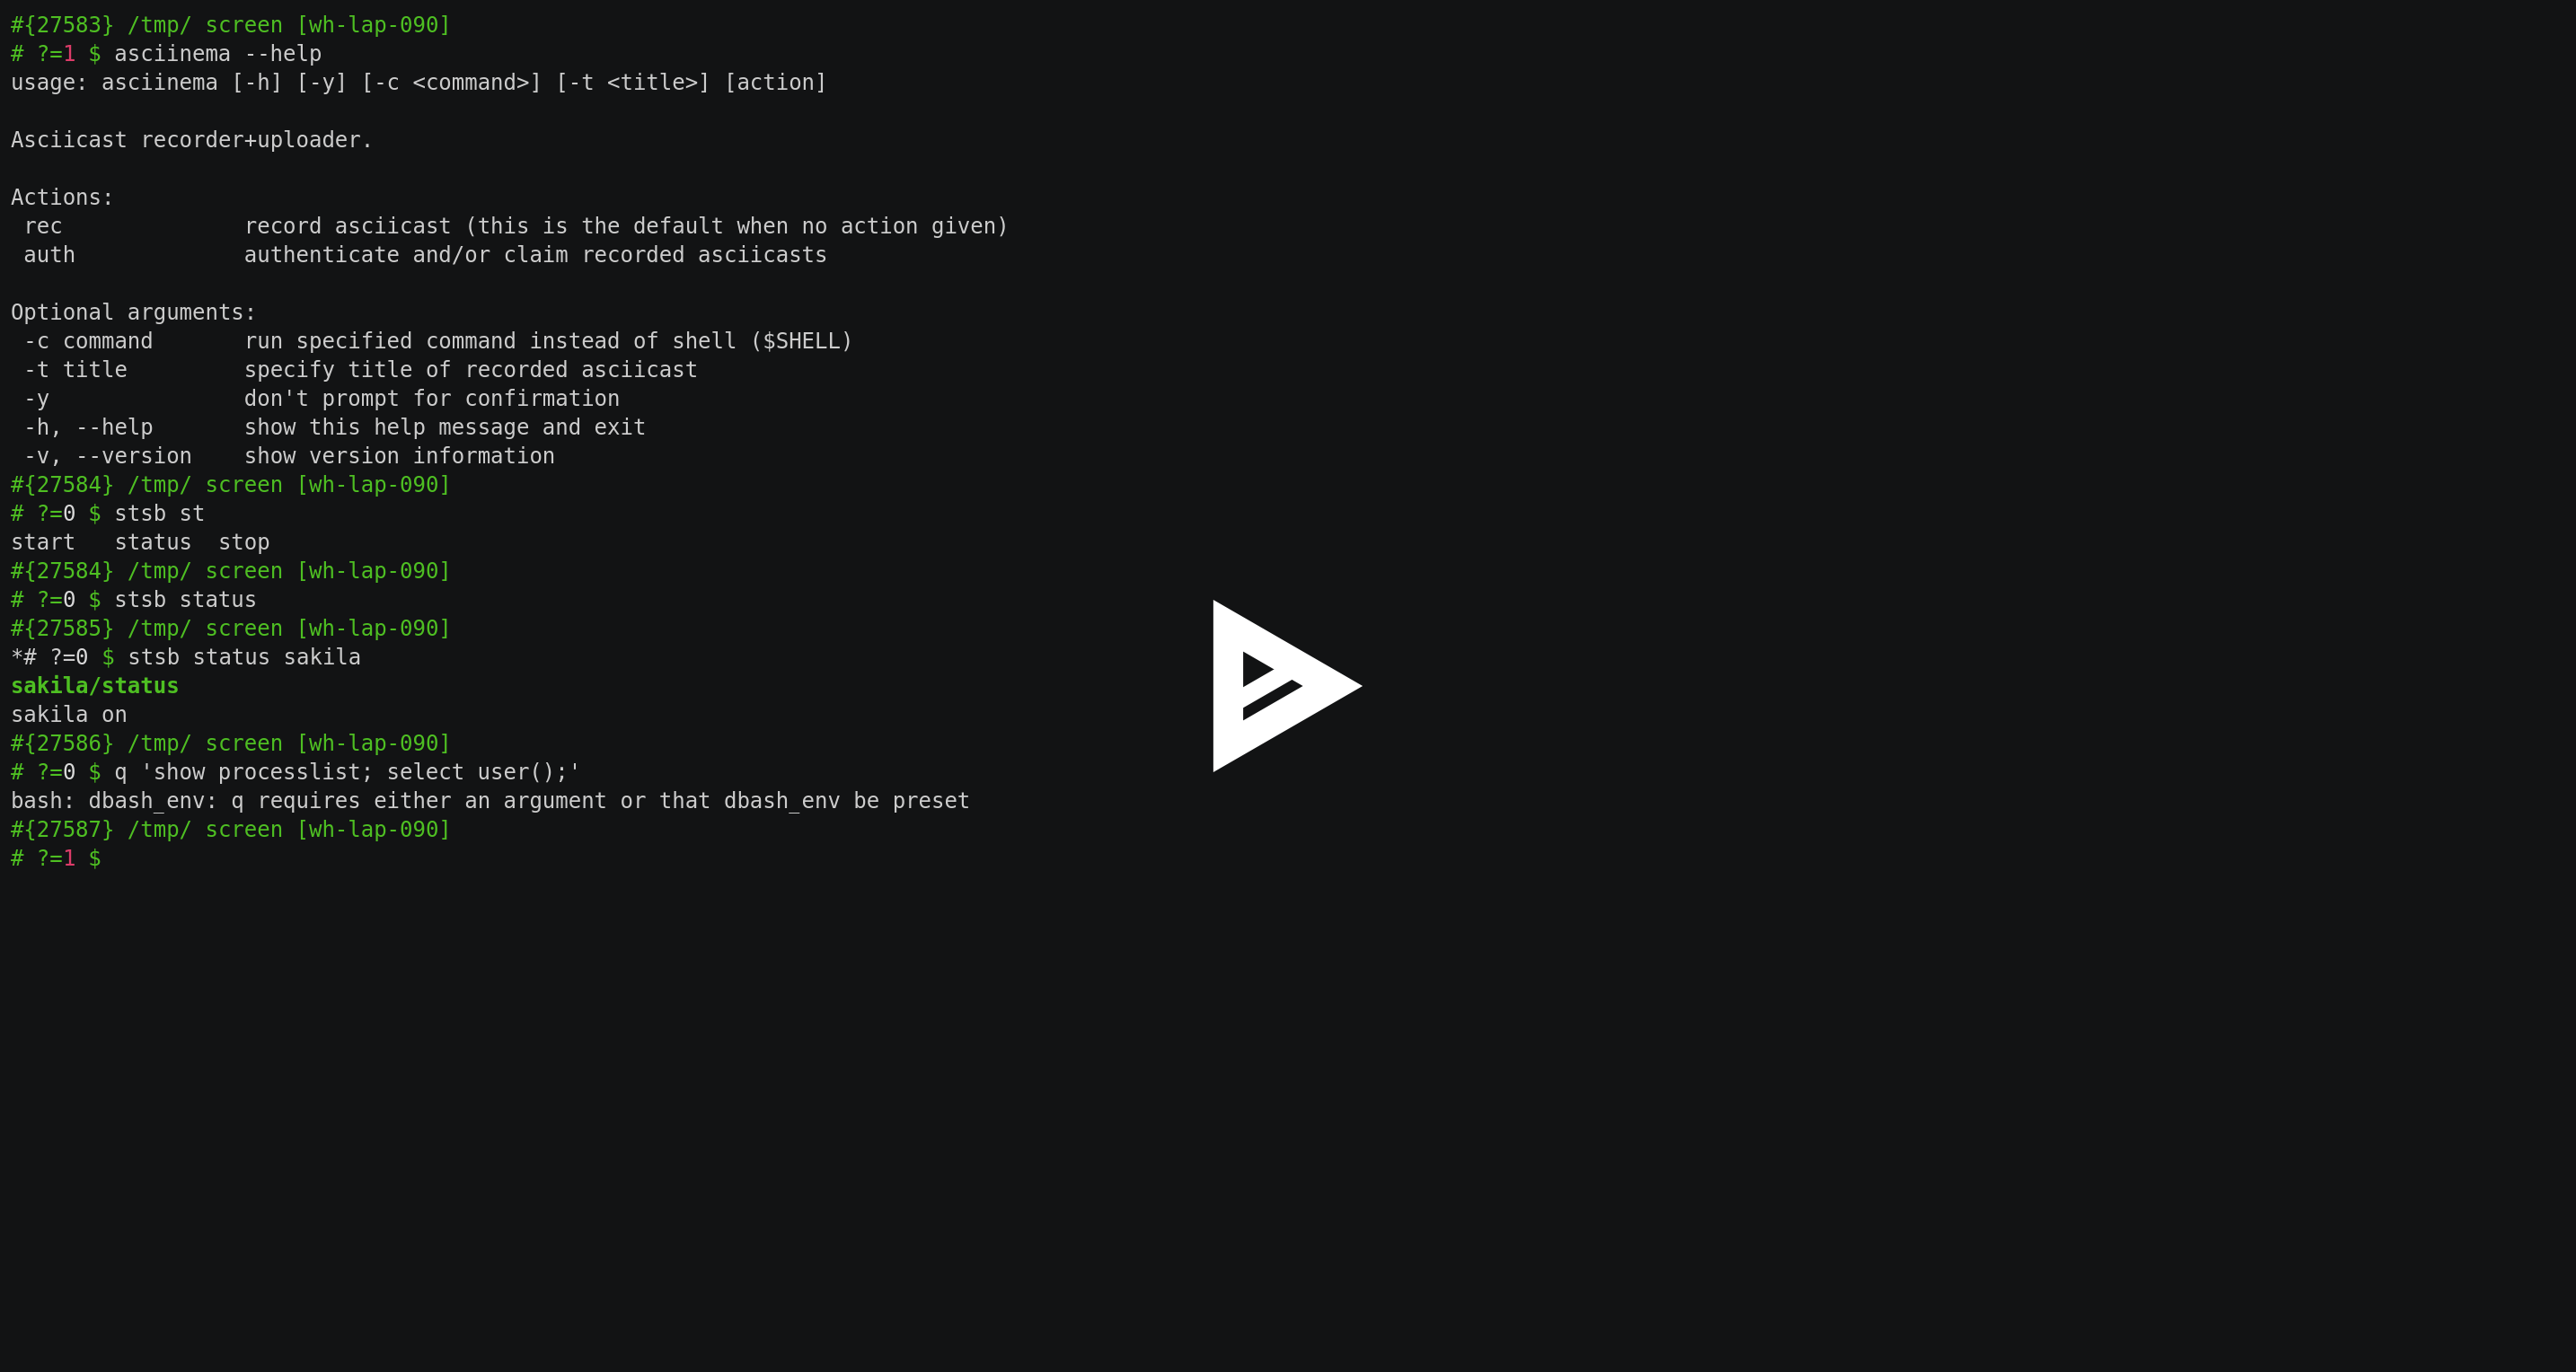 #{27583} /tmp/ screen [wh-lap-090]
# ?=1 $ asciinema --help
usage: asciinema [-h] [-y] [-c <command>] [-t <title>] [action]

Asciicast recorder+uploader.

Actions:
 rec              record asciicast (this is the default when no action given)
 auth             authenticate and/or claim recorded asciicasts

Optional arguments:
 -c command       run specified command instead of shell ($SHELL)
 -t title         specify title of recorded asciicast
 -y               don't prompt for confirmation
 -h, --help       show this help message and exit
 -v, --version    show version information
#{27584} /tmp/ screen [wh-lap-090]
# ?=0 $ stsb st
start   status  stop
#{27584} /tmp/ screen [wh-lap-090]
# ?=0 $ stsb status
#{27585} /tmp/ screen [wh-lap-090]
*# ?=0 $ stsb status sakila
sakila/status
sakila on
#{27586} /tmp/ screen [wh-lap-090]
# ?=0 $ q 'show processlist; select user();'
bash: dbash_env: q requires either an argument or that dbash_env be preset
#{27587} /tmp/ screen [wh-lap-090]
# ?=1 $